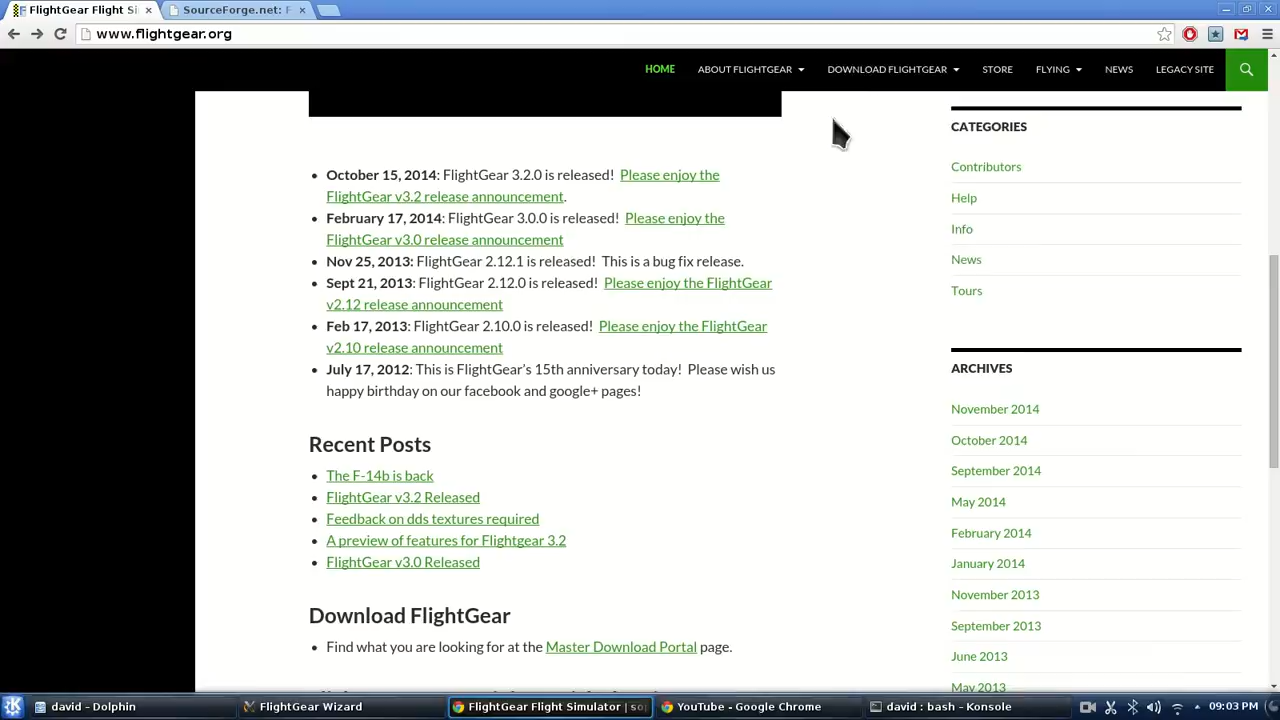 FlightGear Flight Si
SourceForge.net: F
www.flightgear.org
HOME ABOUT FLIGHTGEAR DOWNLOAD FLIGHTGEAR STORE FLYING NEWS LEGACY SITE
October 15, 2014: FlightGear 3.2.0 is released! Please enjoy the
FlightGear v3.2 release announcement.
February 17, 2014: FlightGear 3.0.0 is released! Please enjoy the
FlightGear v3.0 release announcement
Nov 25, 2013: FlightGear 2.12.1 is released! This is a bug fix release.
Sept 21, 2013: FlightGear 2.12.0 is released! Please enjoy the FlightGear
v2.12 release announcement
Feb 17, 2013: FlightGear 2.10.0 is released! Please enjoy the FlightGear
v2.10 release announcement
July 17, 2012: This is FlightGear's 15th anniversary today! Please wish us
happy birthday on our facebook and google+ pages!
Recent Posts
The F-14b is back
FlightGear v3.2 Released
Feedback on dds textures required
A preview of features for Flightgear 3.2
FlightGear v3.0 Released
Download FlightGear
Find what you are looking for at the Master Download Portal page.
CATEGORIES
Contributors
Help
Info
News
Tours
ARCHIVES
November 2014
October 2014
September 2014
May 2014
February 2014
January 2014
November 2013
September 2013
June 2013
May 2013
david - Dolphin
FlightGear Wizard
FlightGear Flight Simulator | so
YouTube - Google Chrome
david : bash - Konsole
09:03 PM